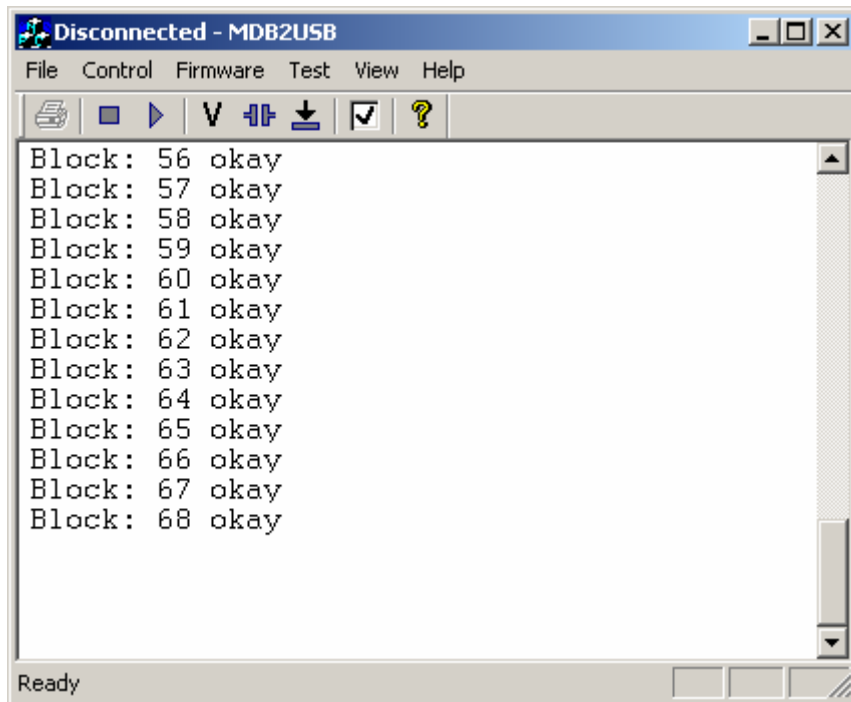 Disconnected - MDB2USB
File Control Firmware Test View Help
V ?
Block: 56 okay
Block: 57 okay
Block: 58 okay
Block: 59 okay
Block: 60 okay
Block: 61 okay
Block: 62 okay
Block: 63 okay
Block: 64 okay
Block: 65 okay
Block: 66 okay
Block: 67 okay
Block: 68 okay
Ready